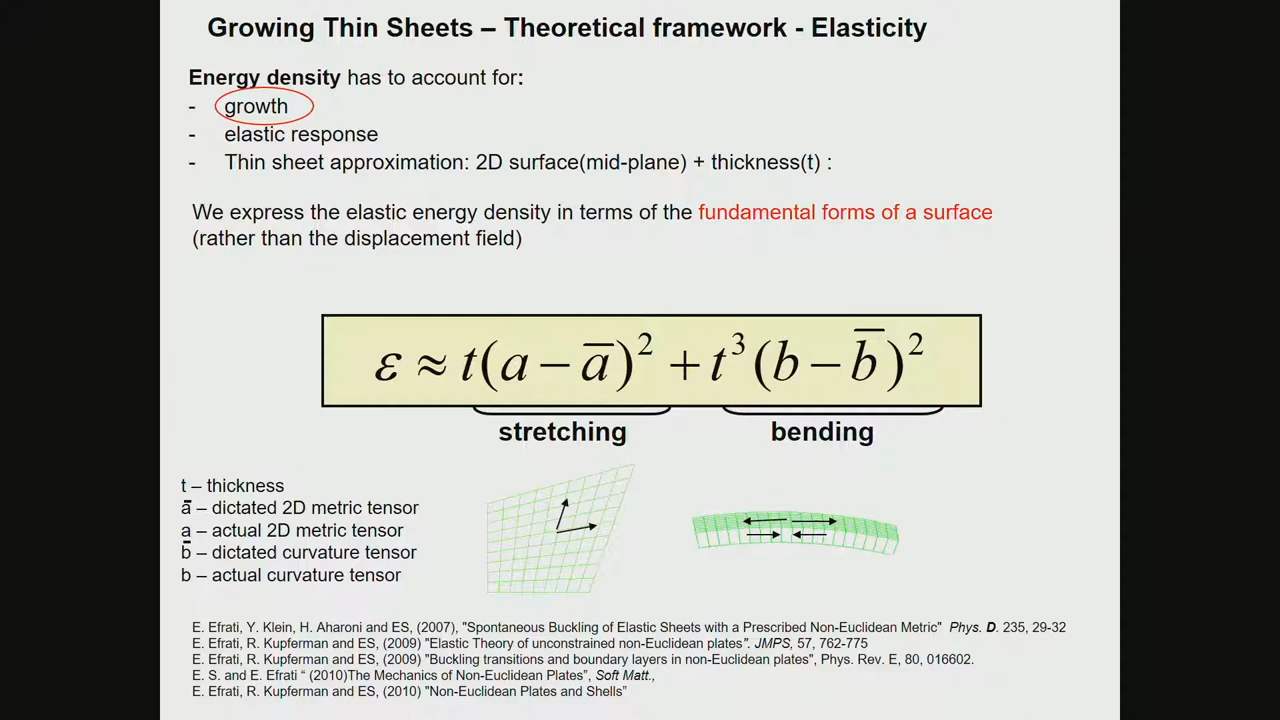 Growing Thin Sheets – Theoretical framework - Elasticity
Energy density has to account for:
- growth
- elastic response
- Thin sheet approximation: 2D surface(mid-plane) + thickness(t) :
We express the elastic energy density in terms of the fundamental forms of a surface
(rather than the displacement field)
ε ≈ t(a − a̅)² + t³(b − b̅)²
stretching bending
t – thickness
a̅ – dictated 2D metric tensor
a – actual 2D metric tensor
b̅ – dictated curvature tensor
b – actual curvature tensor
E. Efrati, Y. Klein, H. Aharoni and ES, (2007), "Spontaneous Buckling of Elastic Sheets with a Prescribed Non-Euclidean Metric" Phys. D. 235, 29-32
E. Efrati, R. Kupferman and ES, (2009) "Elastic Theory of unconstrained non-Euclidean plates". JMPS, 57, 762-775
E. Efrati, R. Kupferman and ES, (2009) "Buckling transitions and boundary layers in non-Euclidean plates", Phys. Rev. E, 80, 016602.
E. S. and E. Efrati “ (2010)The Mechanics of Non-Euclidean Plates”, Soft Matt.,
E. Efrati, R. Kupferman and ES, (2010) "Non-Euclidean Plates and Shells”